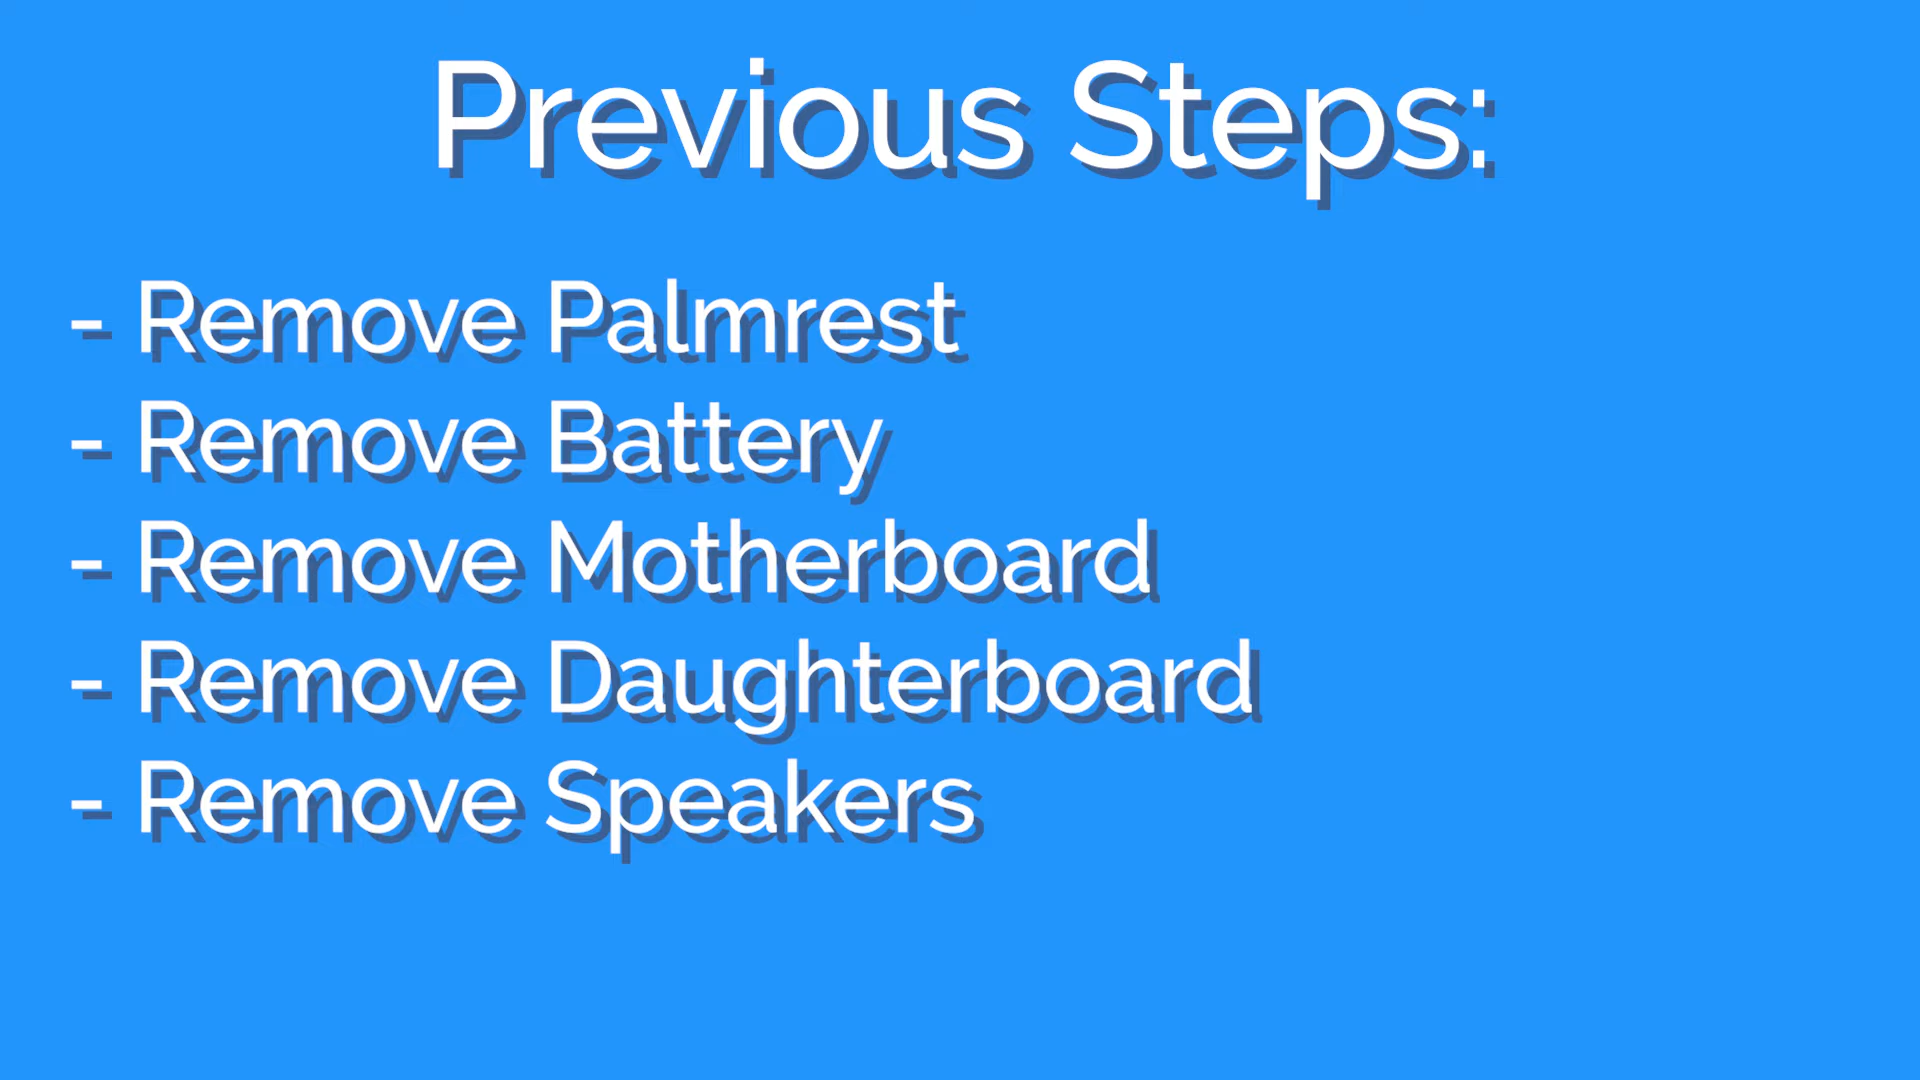 Previous Steps:
- Remove Palmrest
- Remove Battery
- Remove Motherboard
- Remove Daughterboard
- Remove Speakers